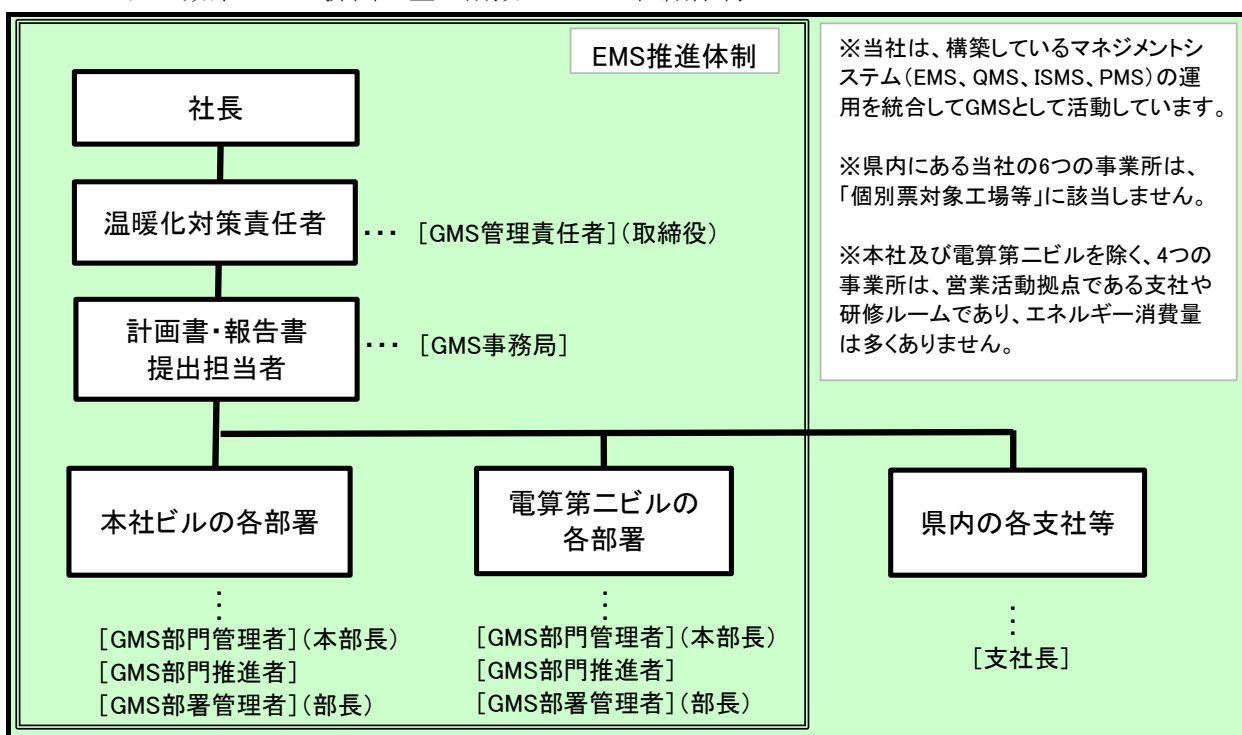 EMS推進体制
社長
温暖化対策責任者
･･･ [GMS管理責任者](取締役)
計画書・報告書
提出担当者
･･･ [GMS事務局]
※当社は、構築しているマネジメントシ
ステム(EMS、QMS、ISMS、PMS)の運
用を統合してGMSとして活動しています。
※県内にある当社の6つの事業所は、
「個別票対象工場等」に該当しません。
※本社及び電算第二ビルを除く、4つの
事業所は、営業活動拠点である支社や
研修ルームであり、エネルギー消費量
は多くありません。
本社ビルの各部署
[GMS部門管理者](本部長)
[GMS部門推進者]
[GMS部署管理者](部長)
電算第二ビルの
各部署
[GMS部門管理者](本部長)
[GMS部門推進者]
[GMS部署管理者](部長)
県内の各支社等
[支社長]